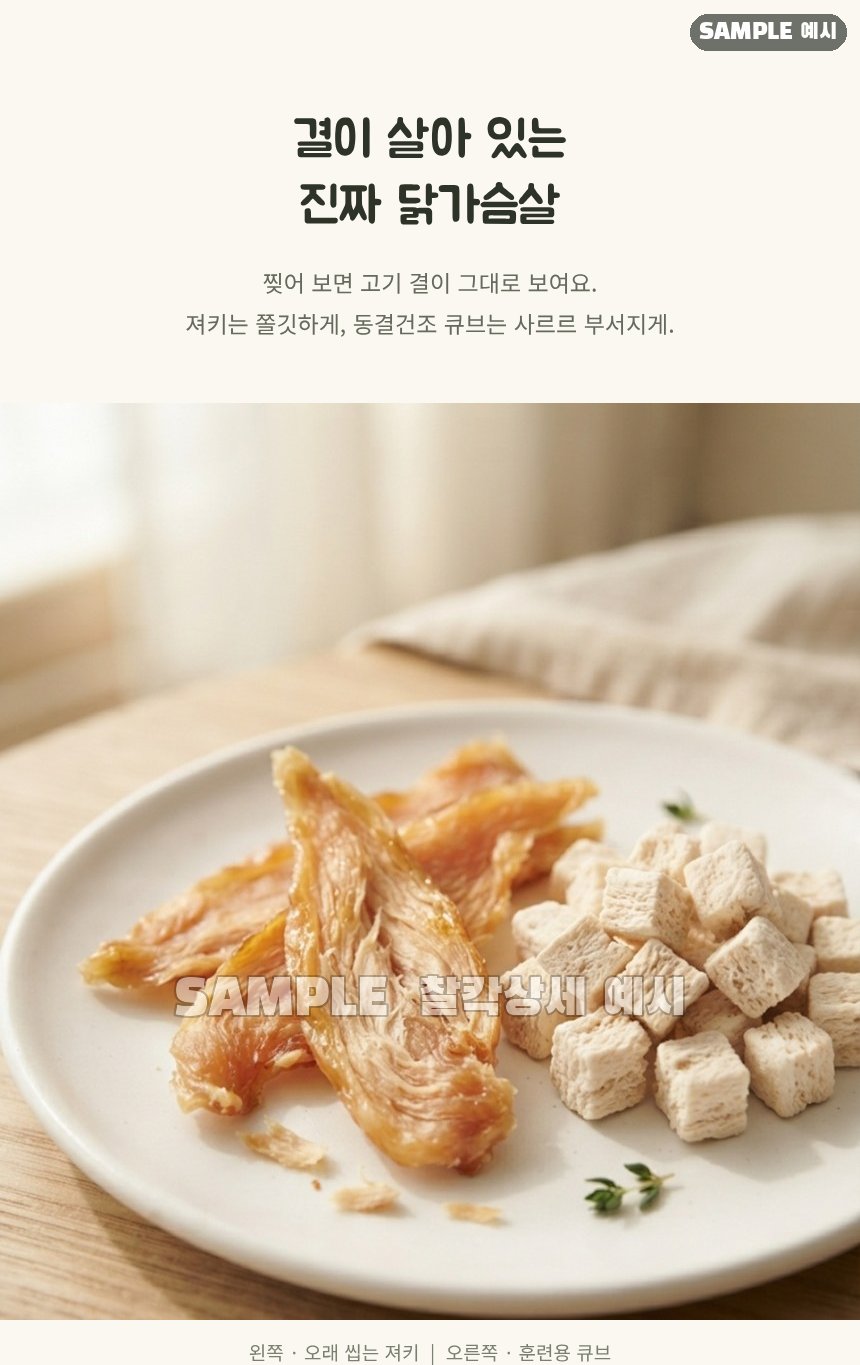 SAMPLE 예시
결이 살아 있는
진짜 닭가슴살
찢어 보면 고기 결이 그대로 보여요.
져키는 쫄깃하게, 동결건조 큐브는 사르르 부서지게.
SAMPLE 찰칵상세 예시
왼쪽 · 오래 씹는 져키 | 오른쪽 · 훈련용 큐브